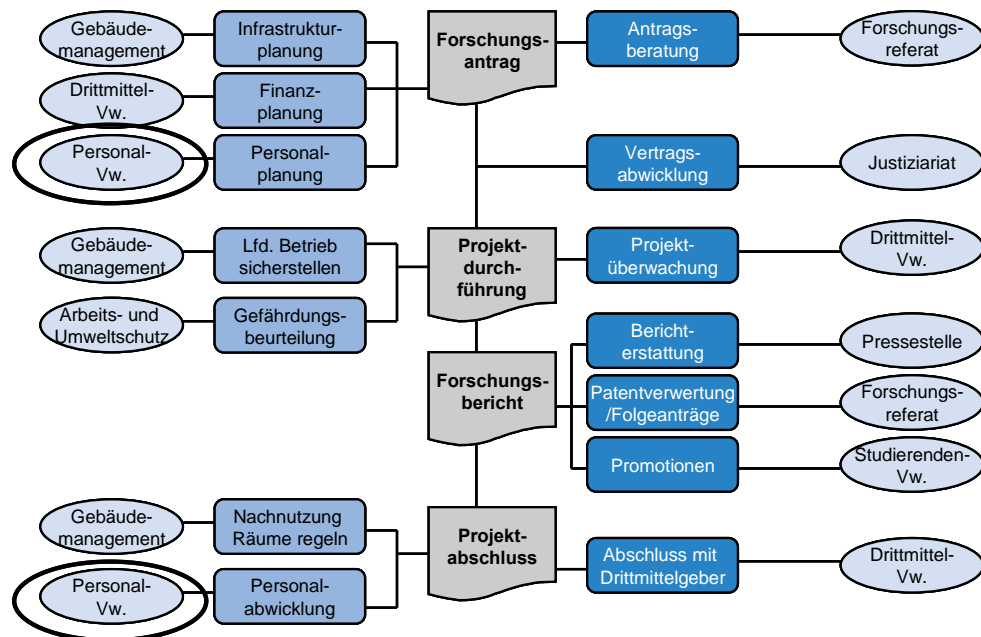 Gebäude-
management
Infrastruktur-
planung
Forschungs-
antrag
Antrags-
beratung
Forschungs-
referat
Drittmittel-
Vw.
Finanz-
planung
Personal-
Vw.
Personal-
planung
Vertrags-
abwicklung
Justiziariat
Gebäude-
management
Lfd. Betrieb
sicherstellen
Projekt-
durch-
führung
Projekt-
überwachung
Drittmittel-
Vw.
Arbeits- und
Umweltschutz
Gefährdungs-
beurteilung
Forschungs-
bericht
Bericht-
erstattung
Pressestelle
Patentverwertung
/Folgeanträge
Forschungs-
referat
Promotionen
Studierenden-
Vw.
Gebäude-
management
Nachnutzung
Räume regeln
Projekt-
abschluss
Abschluss mit
Drittmittelgeber
Drittmittel-
Vw.
Personal-
Vw.
Personal-
abwicklung